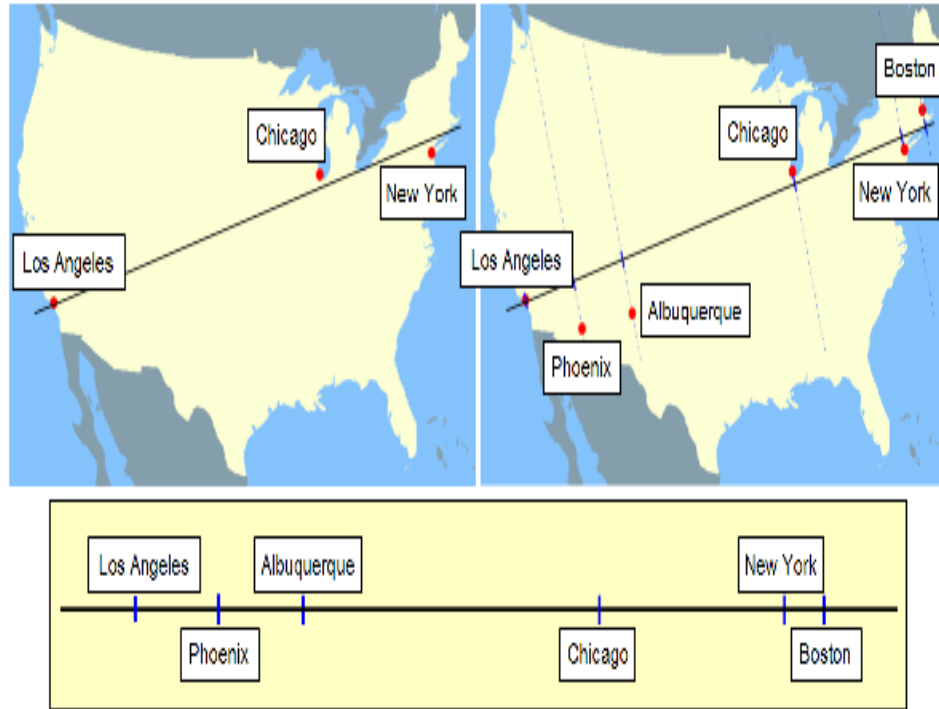 Chicago
New York
Los Angeles
Boston
Chicago
New York
Los Angeles
Albuquerque
Phoenix
Los Angeles
Albuquerque
New York
Phoenix
Chicago
Boston